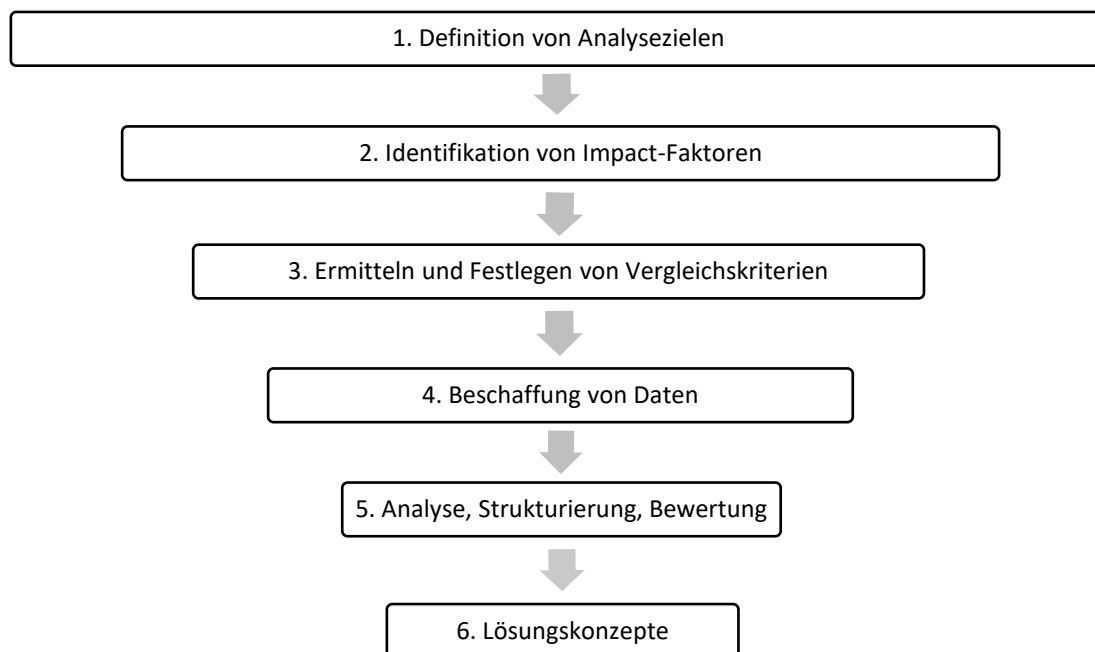 1. Definition von Analysezielen
2. Identifikation von Impact-Faktoren
3. Ermitteln und Festlegen von Vergleichskriterien
4. Beschaffung von Daten
5. Analyse, Strukturierung, Bewertung
6. Lösungskonzepte